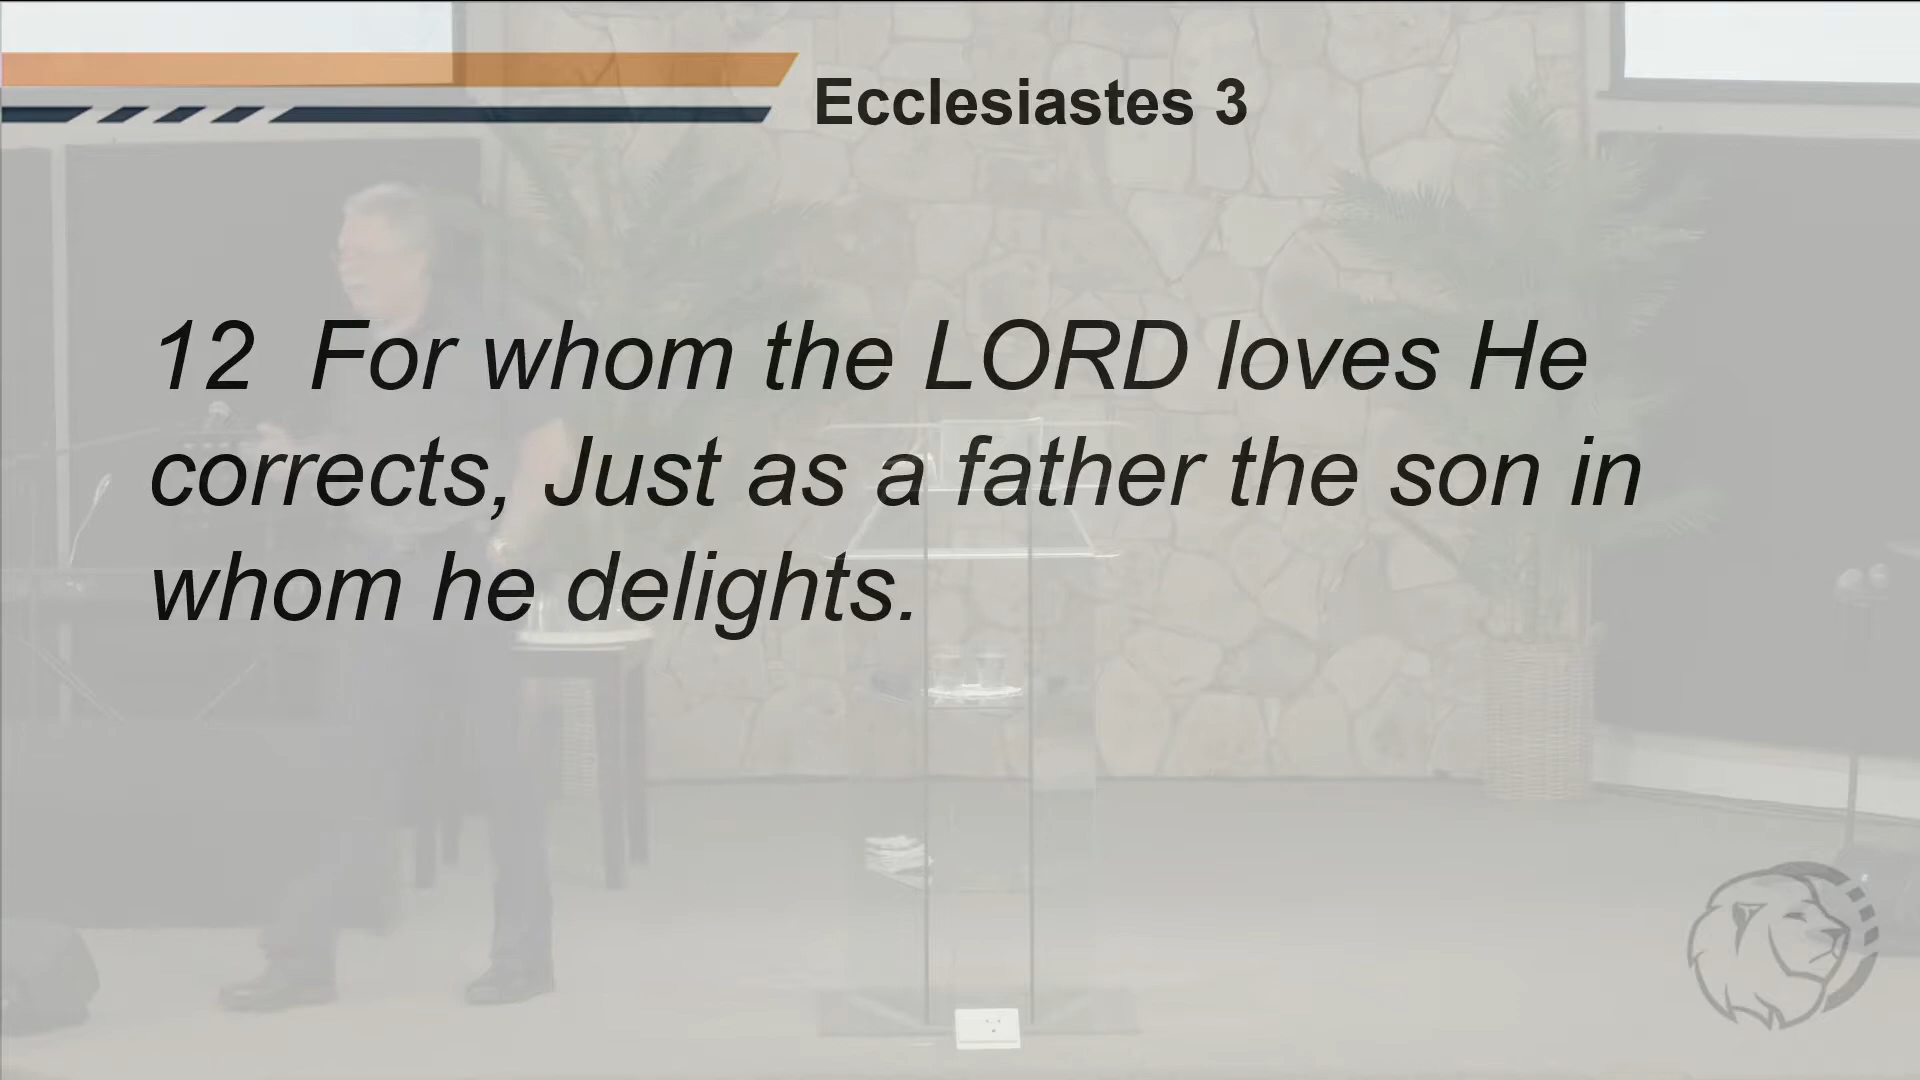 Ecclesiastes 3
12 For whom the LORD loves He
corrects, Just as a father the son in
whom he delights.